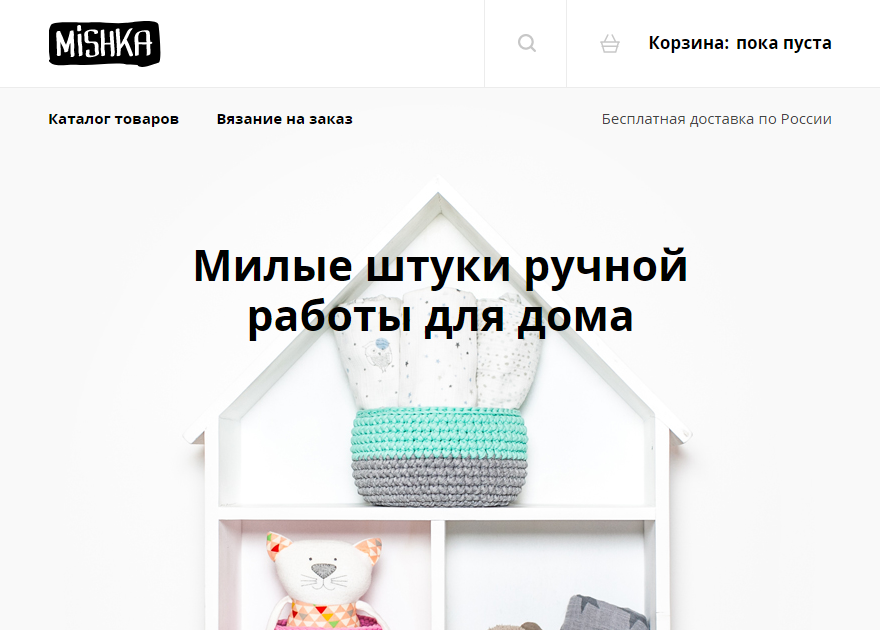 MiSHKA
Корзина: пока пуста
Каталог товаров
Вязание на заказ
Бесплатная доставка по России
Милые штуки ручной
работы для дома